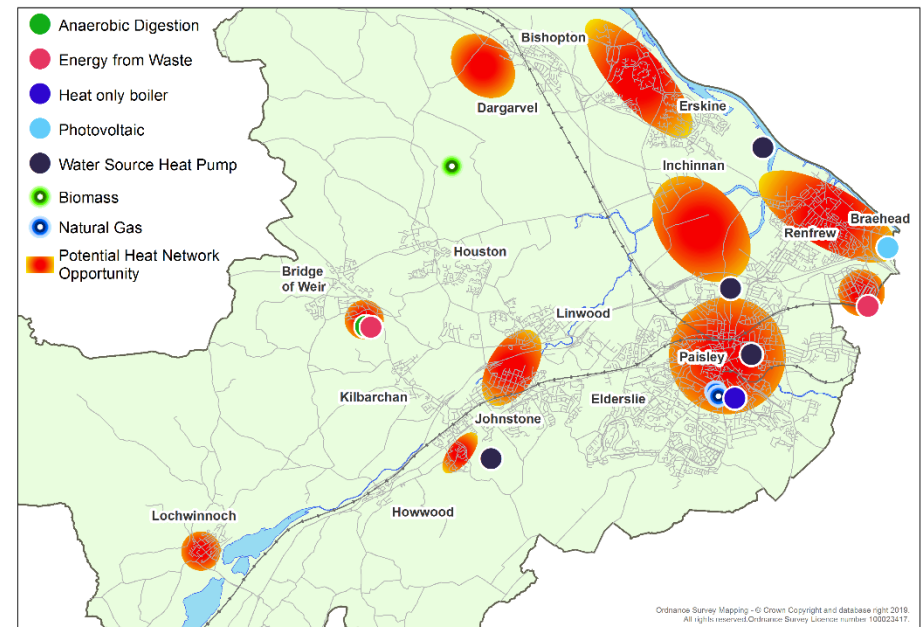 Anaerobic Digestion
Energy from Waste
Heat only boiler
Photovoltaic
Water Source Heat Pump
Biomass
Natural Gas
Potential Heat Network
Opportunity
Bishopton
Dargarvel
Erskine
Inchinnan
Braehead
Renfrew
Houston
Bridge
of Weir
Linwood
Paisley
Kilbarchan
Elderslie
Johnstone
Howwood
Lochwinnoch
Ordnance Survey Mapping - © Crown Copyright and database right 2019.
All rights reserved.Ordnance Survey Licence number 100023417.